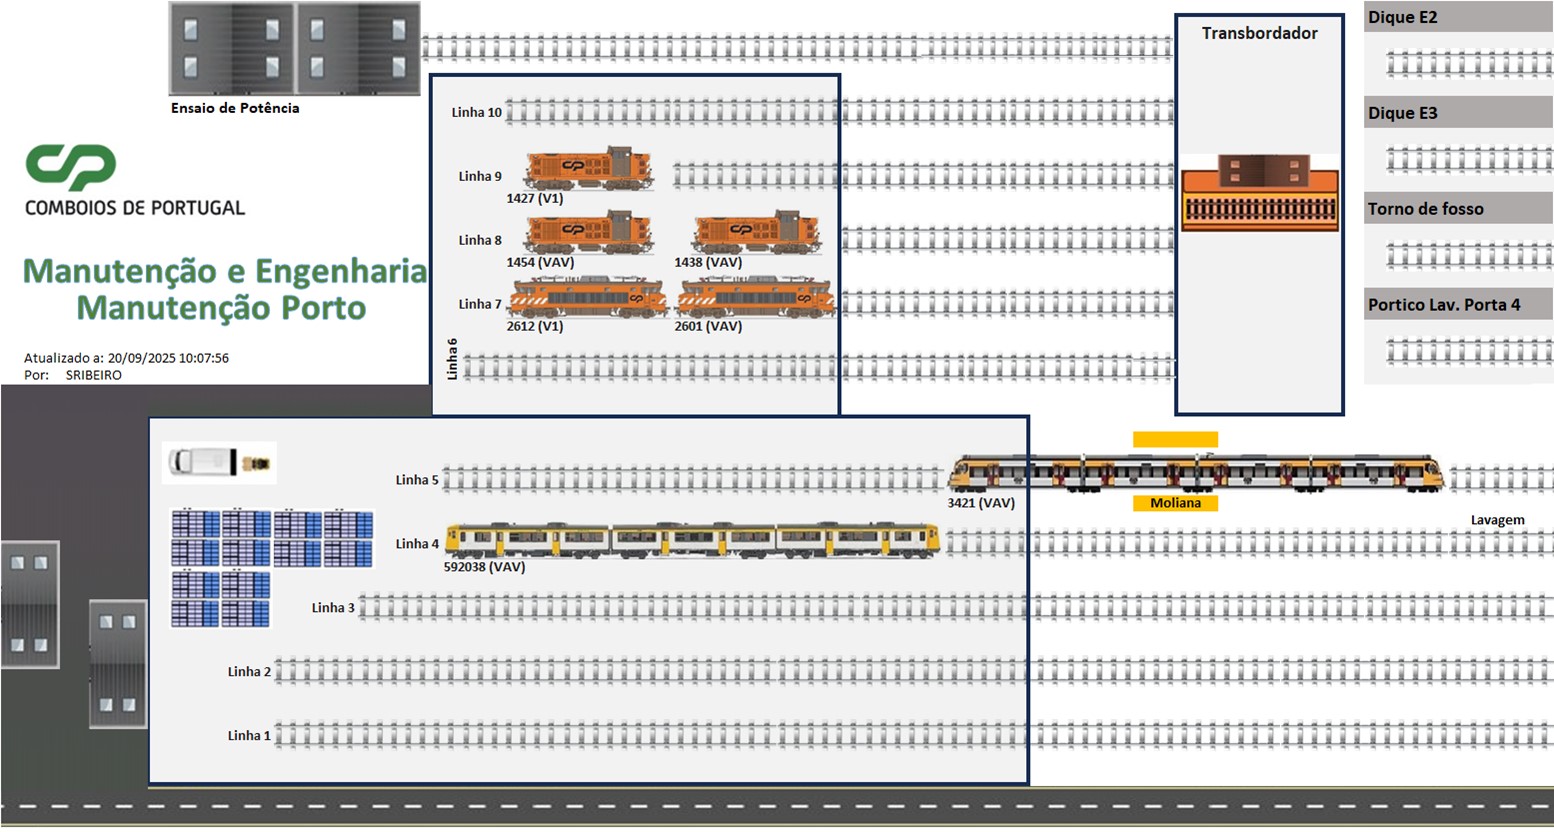 Ensaio de Potência
CP
COMBOIOS DE PORTUGAL
Manutenção e Engenharia
Manutenção Porto
Atualizado a: 20/09/2025 10:07:56
Por: SRIBEIRO
Linha 10
Linha 9
1427 (V1)
Linha 8
1454 (VAV)
1438 (VAV)
Linha 7
2612 (V1)
2601 (VAV)
Linha6
Transbordador
Dique E2
Dique E3
Torno de fosso
Portico Lav. Porta 4
Linha 5
3421 (VAV)
Moliana
Lavagem
Linha 4
592038 (VAV)
Linha 3
Linha 2
Linha 1